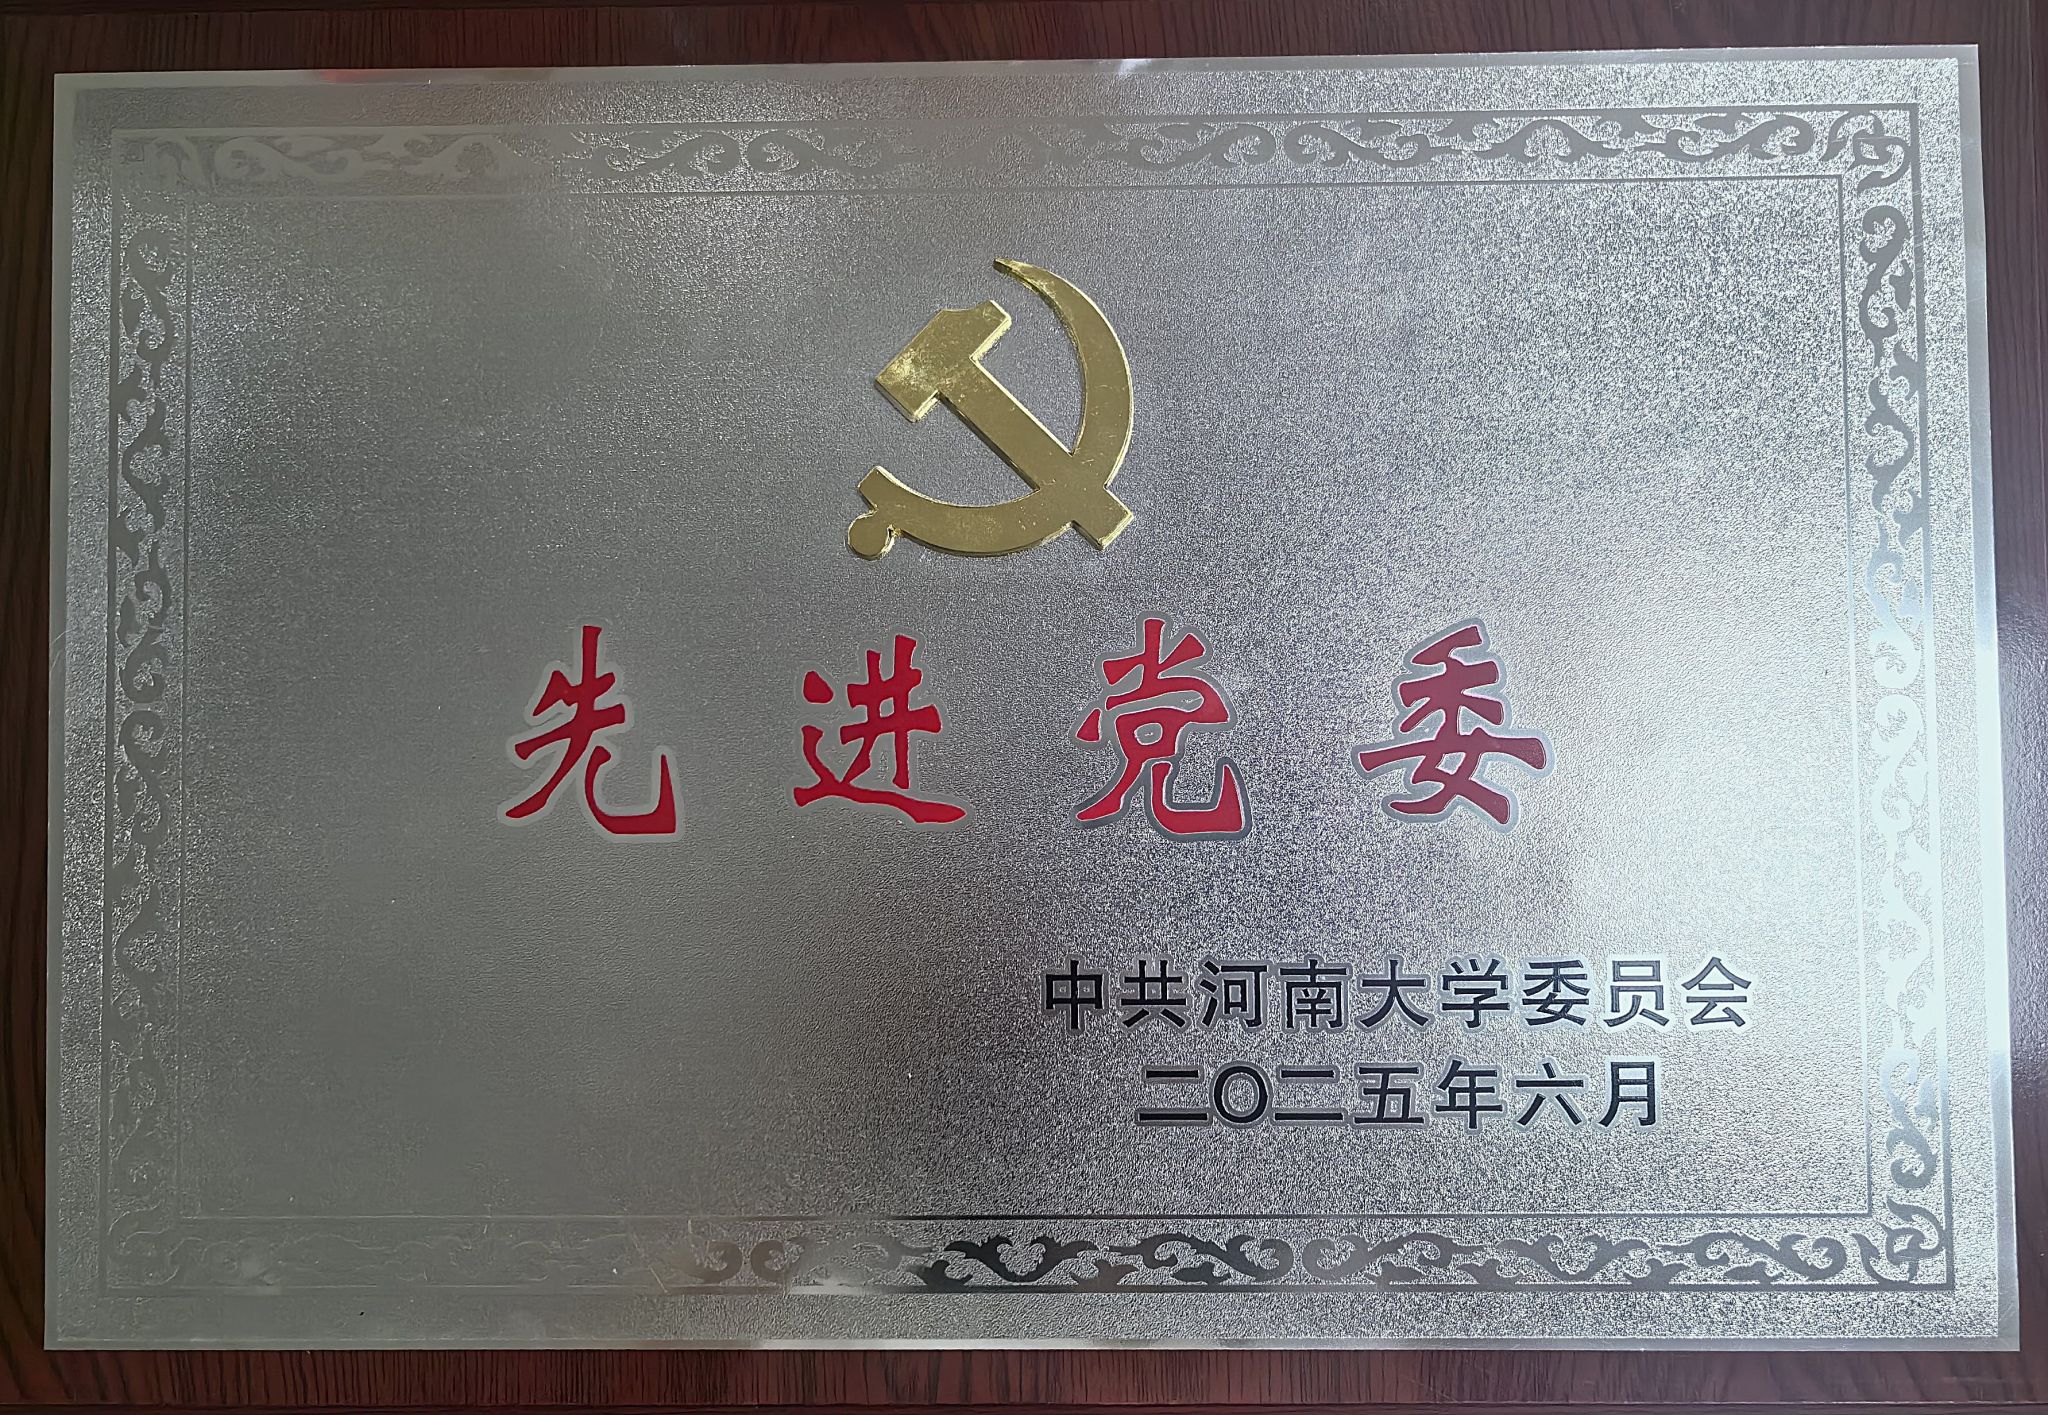 先进党委
中共河南大学委员会
二〇二五年六月